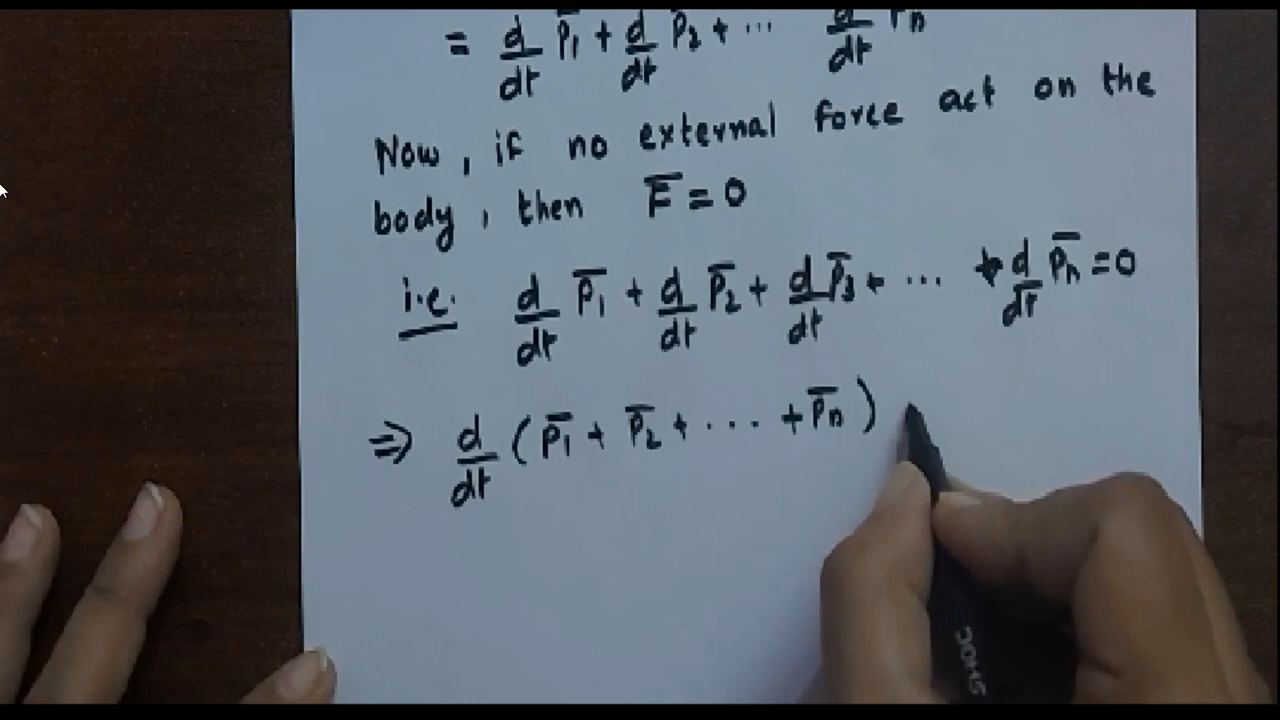 = d/dt P̅₁ + d/dt P̅₂ + ... d/dt P̅n
Now, if no external force act on the
body, then F̅ = 0
i.e. d/dt P̅₁ + d/dt P̅₂ + d/dt P̅₃ + ... + d/dt P̅n = 0
⇒ d/dt (P̅₁ + P̅₂ + ... + P̅n)